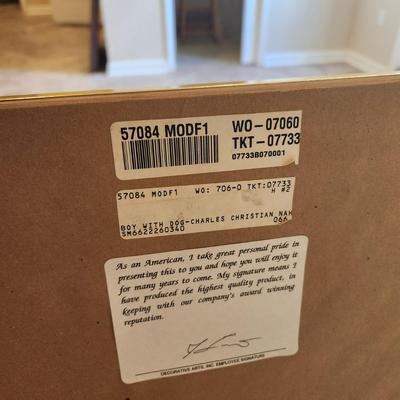 57084 MODF1 WO-07060
TKT-07733
07733B070001
57084 MODF1 WO: 706-0 TKT:07733
H #2
BOY WITH DOG-CHARLES CHRISTIAN NAH
SM6622260340 06A
As an American, I take great personal pride in
presenting this to you and hope you will enjoy it
for many years to come. My signature means I
have produced the highest quality product, in
keeping with our company's award winning
reputation.
DECORATIVE ARTS, INC. EMPLOYEE SIGNATURE